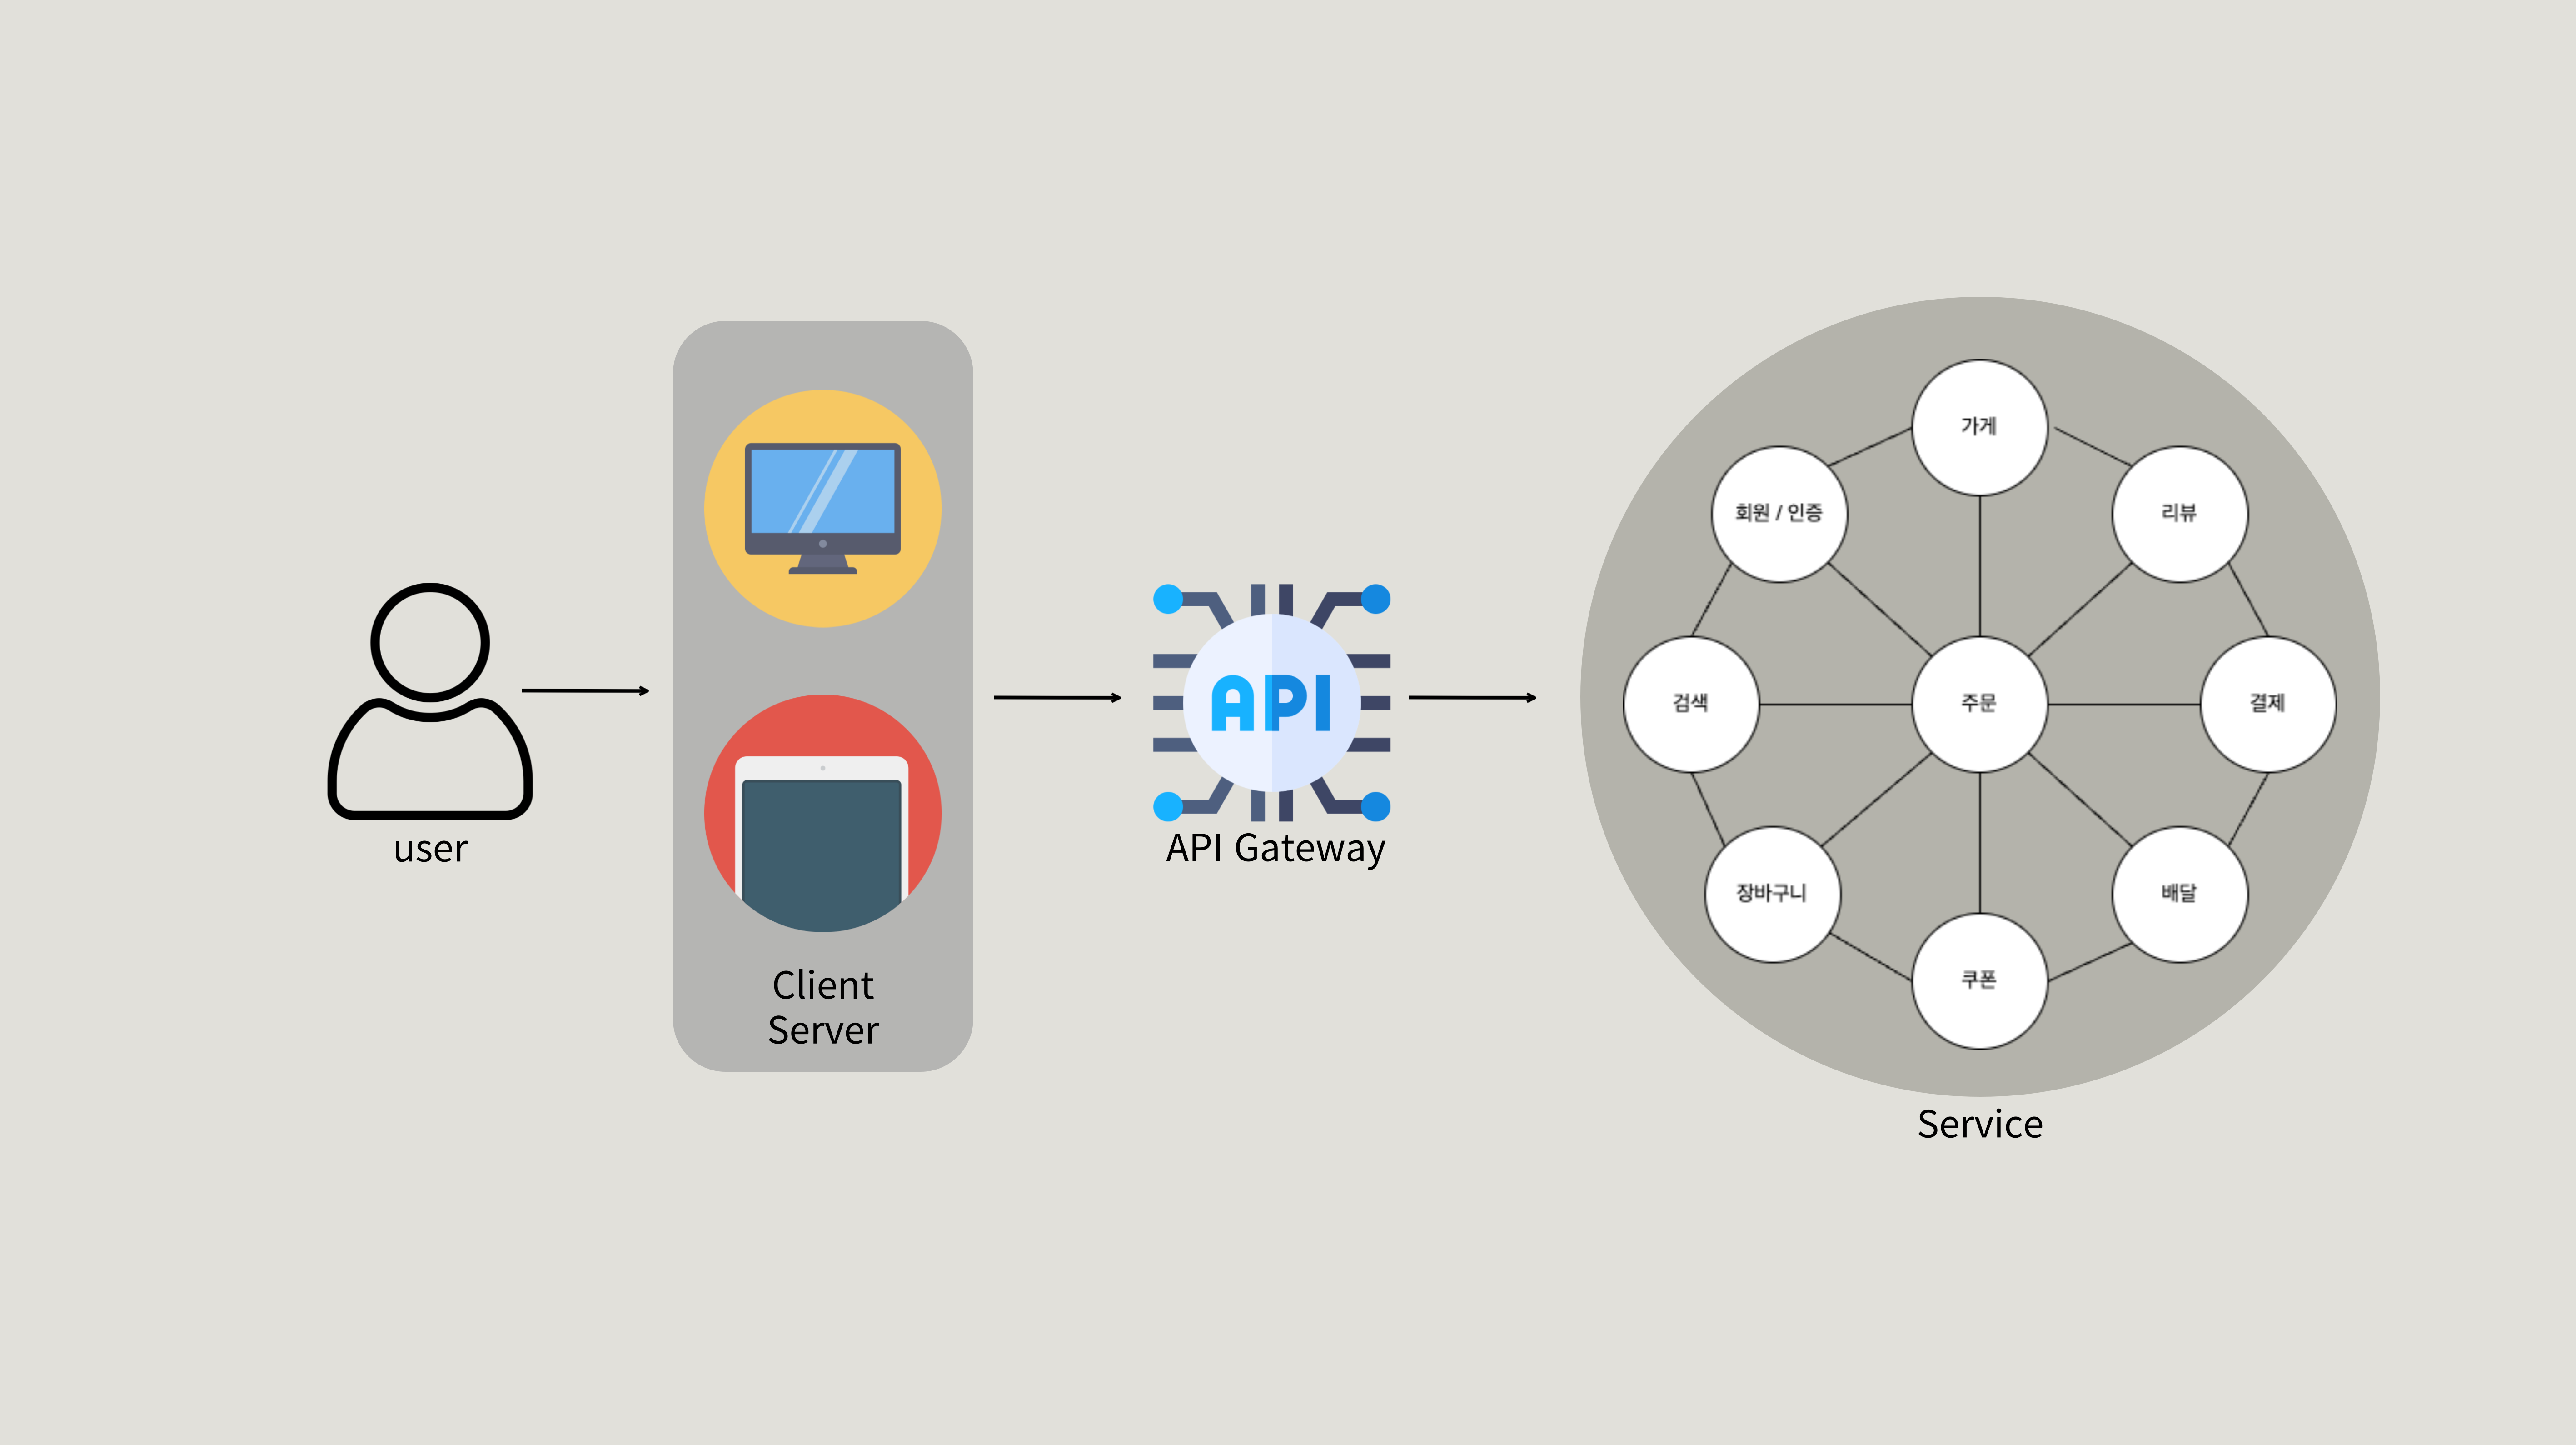 user
Client
Server
API
API Gateway
가게
회원 / 인증
리뷰
검색
주문
결제
장바구니
배달
쿠폰
Service